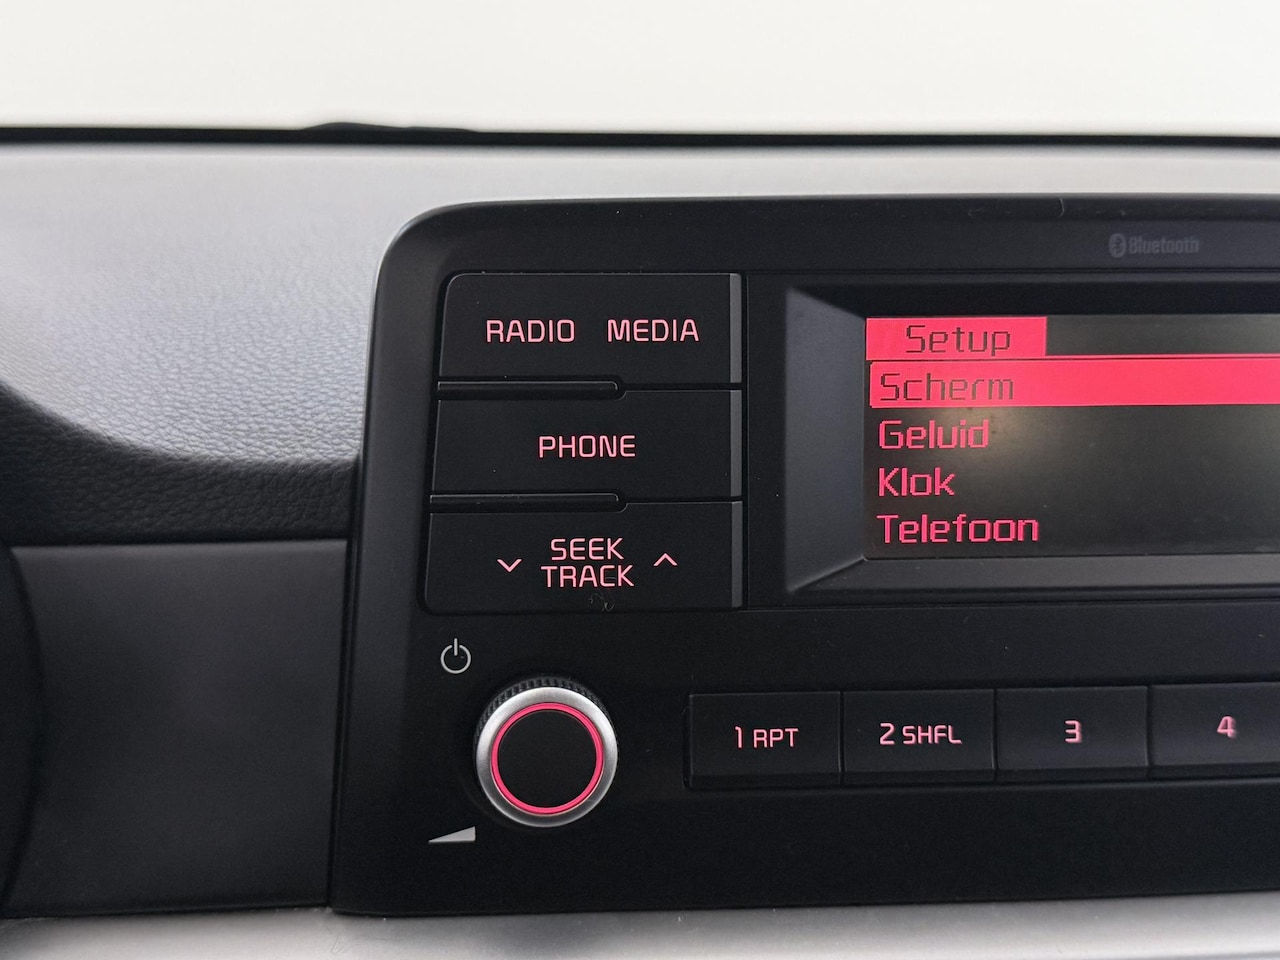 Bluetooth
RADIO MEDIA
PHONE
SEEK
TRACK
Setup
Scherm
Geluid
Klok
Telefoon
1 RPT
2 SHFL
3
4